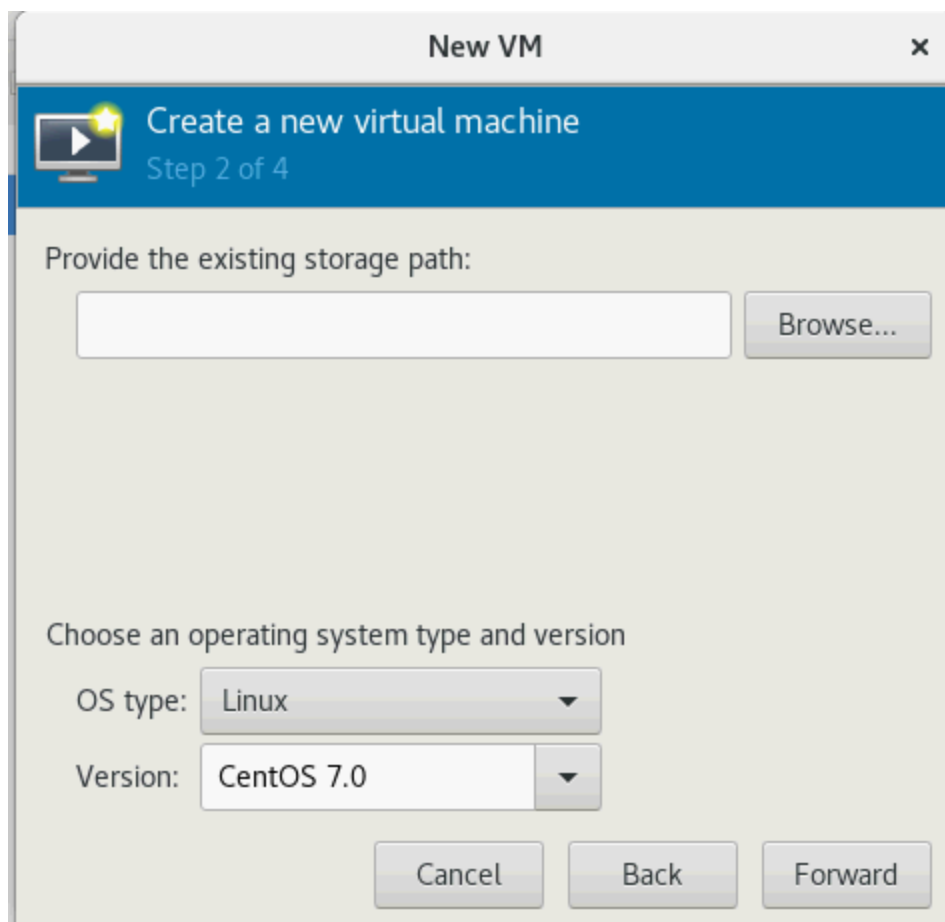 New VM ×
Create a new virtual machine
Step 2 of 4
Provide the existing storage path:
Browse...
Choose an operating system type and version
OS type: Linux
Version: CentOS 7.0
Cancel Back Forward